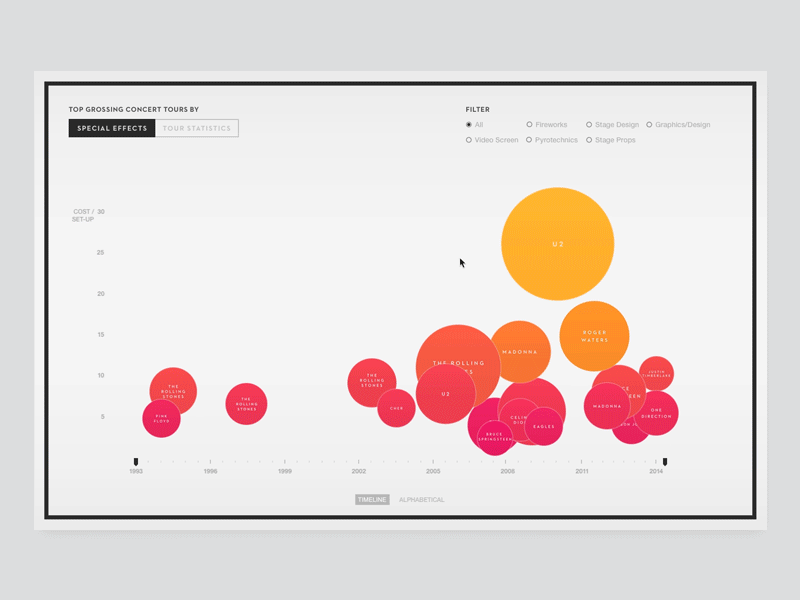 TOP GROSSING CONCERT TOURS BY
SPECIAL EFFECTS
TOUR STATISTICS
FILTER
All
Fireworks
Stage Design
Graphics/Design
Video Screen
Pyrotechnics
Stage Props
COST /
SET-UP
30
25
20
15
10
5
U2
ROGER
WATERS
MADONNA
THE ROLLING
U2
THE
ROLLING
STONES
CHER
THE
ROLLING
STONES
PINK
FLOYD
THE
ROLLING
STONES
BRUCE
SPRINGSTEEN
EAGLES
JUSTIN
TIMBERLAKE
MADONNA
ONE
DIRECTION
1993
1996
1999
2002
2005
2008
2011
2014
TIMELINE
ALPHABETICAL